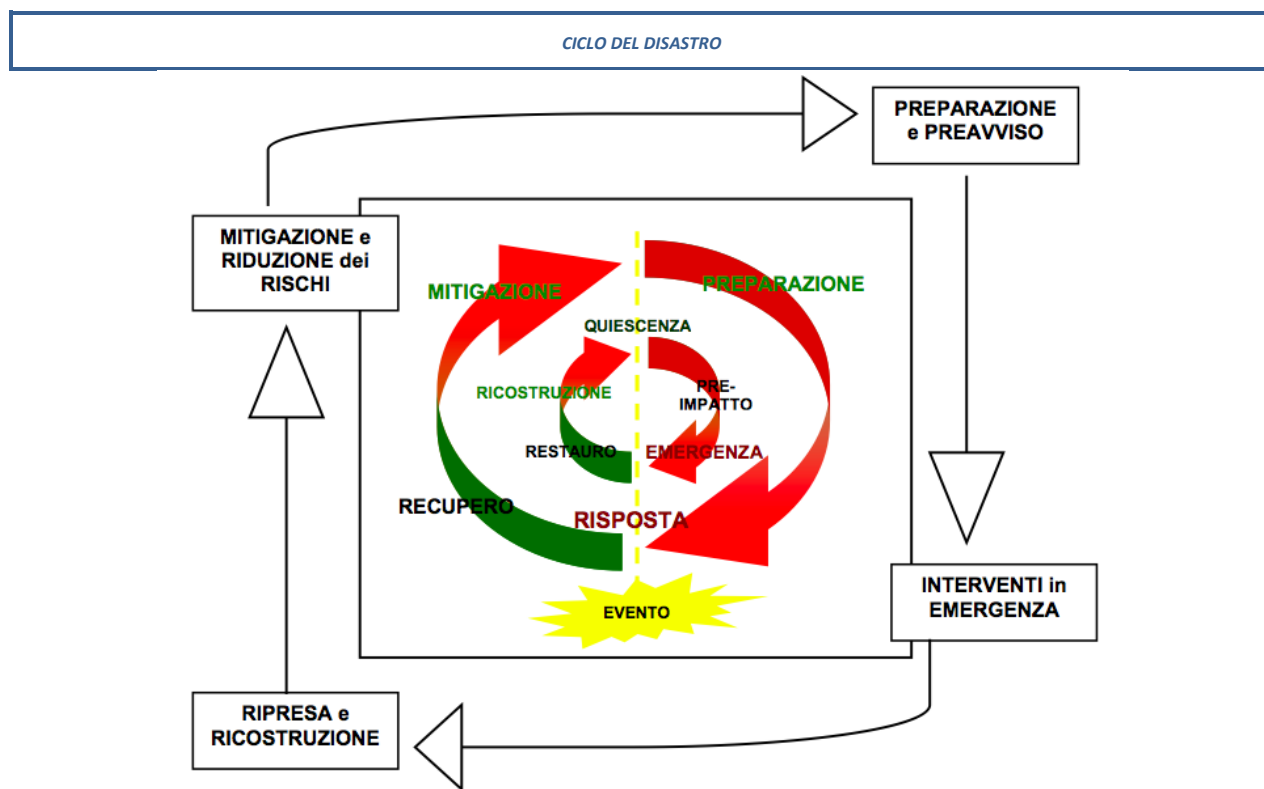 CICLO DEL DISASTRO
PREPARAZIONE
e PREAVVISO
MITIGAZIONE e
RIDUZIONE dei
RISCHI
MITIGAZIONE
PREPARAZIONE
QUIESCENZA
RICOSTRUZIONE
PRE-
IMPATTO
RESTAURO
EMERGENZA
RECUPERO
RISPOSTA
EVENTO
INTERVENTI in
EMERGENZA
RIPRESA e
RICOSTRUZIONE